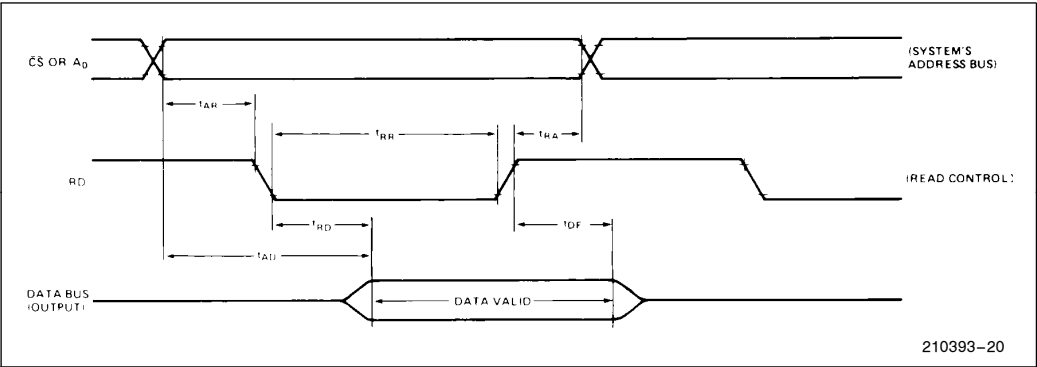 C̄S OR A0
(SYSTEM'S
ADDRESS BUS)
tAR
tRR
tRA
RD
(READ CONTROL)
tRD
tDF
tAD
DATA BUS
(OUTPUT)
DATA VALID
210393–20